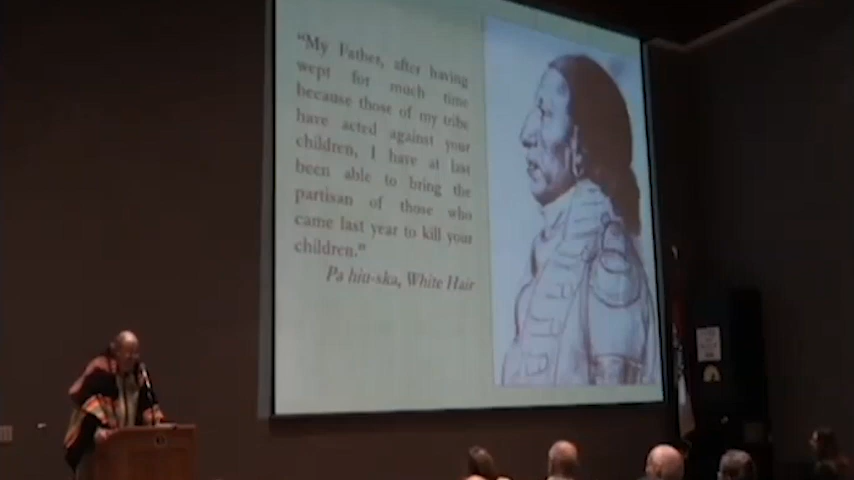 “My Father, after having
wept for much time
because those of my tribe
have acted against your
children, I have at last
been able to bring the
partisan of those who
came last year to kill your
children.”
Pa hiu-ska, White Hair